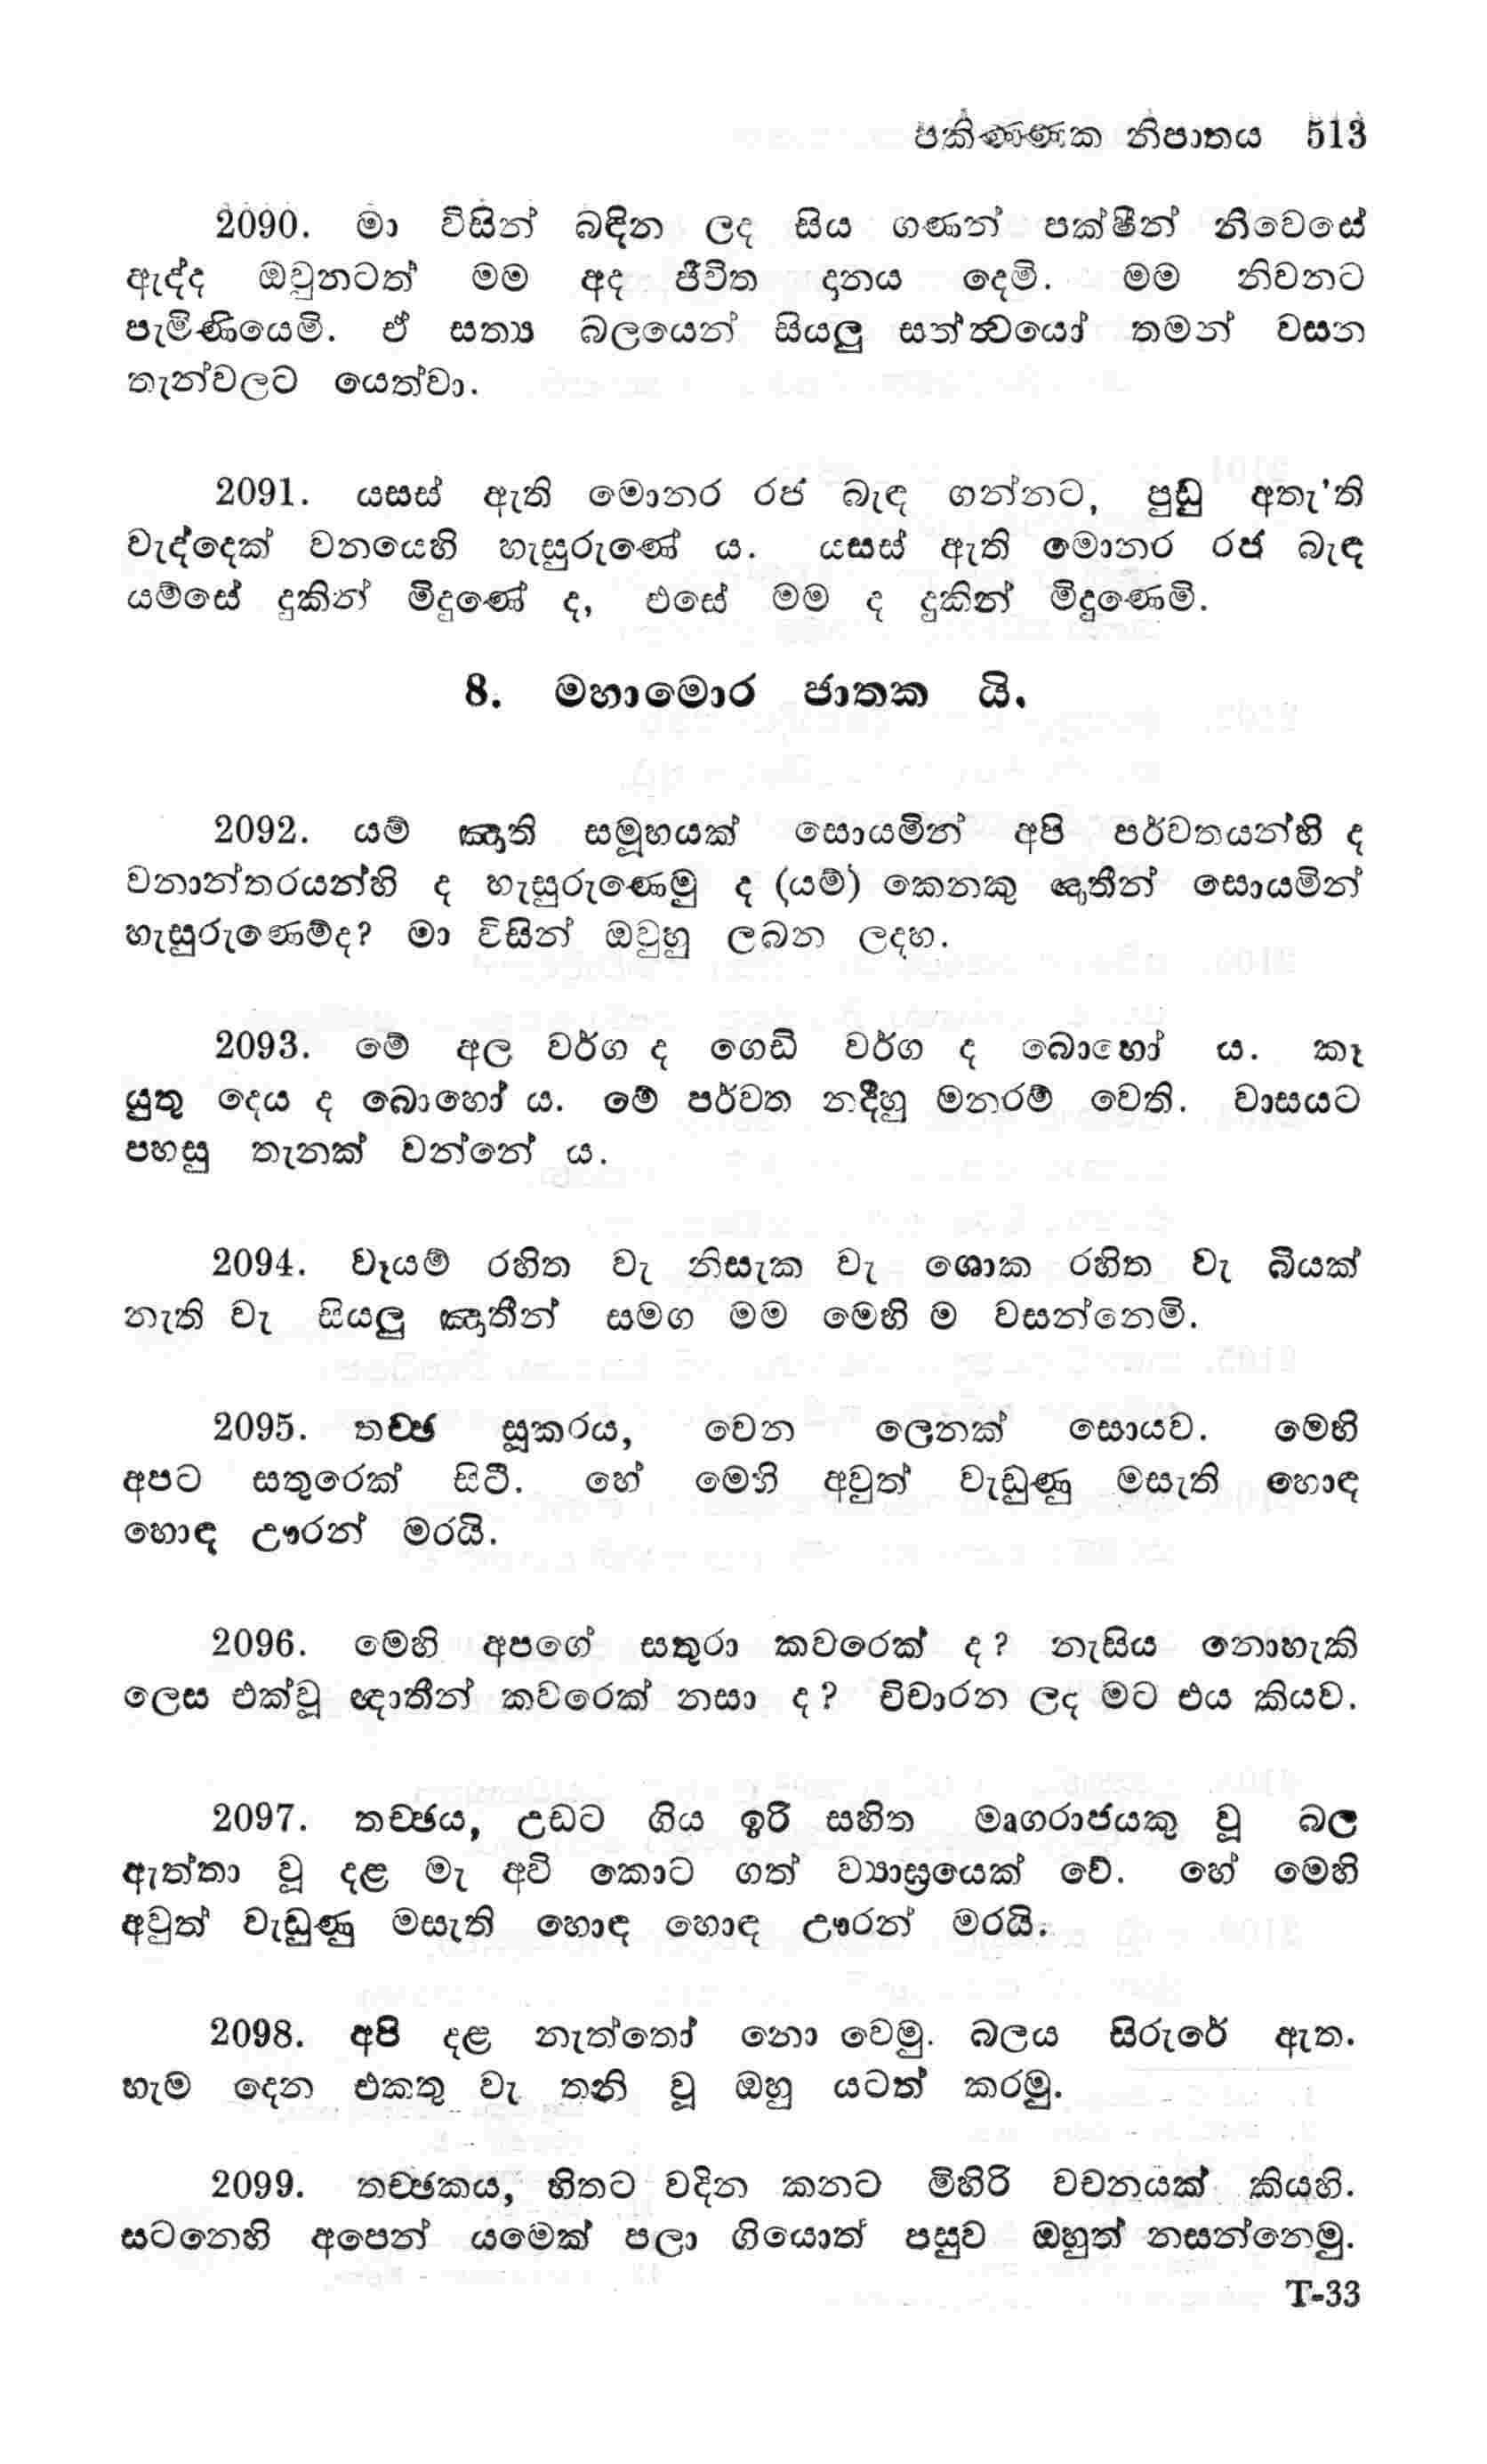 පකිණ්ණක නිපාතය 513
2090. මා විසින් බඳින ලද සිය ගණන් පක්ෂීන් නිවෙසේ
ඇද්ද ඔවුනටත් මම අද ජීවිත දානය දෙමි. මම නිවනට
පැමිණියෙමි. ඒ සත්‍ය බලයෙන් සියලු සත්ත්වයෝ තමන් වසන
තැන්වලට යෙත්වා.
2091. යසස් ඇති මොනර රජ බැඳ ගන්නට, පුඬු අතැ'ති
වැද්දෙක් වනයෙහි හැසුරුණේ ය. යසස් ඇති මොනර රජ බැඳ
යම්සේ දුකින් මිදුණේ ද, එසේ මම ද දුකින් මිදුණෙමි.
8. මහාමොර ජාතක යි.
2092. යම් ඤාති සමූහයක් සොයමින් අපි පර්වතයන්හි ද
වනාන්තරයන්හි ද හැසුරුණෙමු ද (යම්) කෙනකු ඤාතීන් සොයමින්
හැසුරුණෙම්ද? මා විසින් ඔවුහු ලබන ලදහ.
2093. මේ අල වර්ග ද ගෙඩි වර්ග ද බොහෝ ය. කෑ
යුතු දෙය ද බොහෝ ය. මේ පර්වත නදීහු මනරම් වෙති. වාසයට
පහසු තැනක් වන්නේ ය.
2094. වෑයම් රහිත වැ නිසැක වැ ශොක රහිත වැ බියක්
නැති වැ සියලු ඤාතීන් සමග මම මෙහි ම වසන්නෙමි.
2095. තච්ඡ සූකරය, වෙන ලෙනක් සොයව. මෙහි
අපට සතුරෙක් සිටී. හේ මෙහි අවුත් වැඩුණු මසැති හොඳ
හොඳ ඌරන් මරයි.
2096. මෙහි අපගේ සතුරා කවරෙක් ද? නැසිය නොහැකි
ලෙස එක්වූ ඥාතීන් කවරෙක් නසා ද? විචාරන ලද මට එය කියව.
2097. තච්ඡය, උඩට ගිය ඉරි සහිත මෘගරාජයකු වූ බල
ඇත්තා වූ දළ මැ අවි කොට ගත් ව්‍යාඝ්‍රයෙක් වේ. හේ මෙහි
අවුත් වැඩුණු මසැති හොඳ හොඳ ඌරන් මරයි.
2098. අපි දළ නැත්තෝ නො වෙමු. බලය සිරුරේ ඇත.
හැම දෙන එකතු වැ තනි වූ ඔහු යටත් කරමු.
2099. තච්ඡකය, හිතට වදින කනට මිහිරි වචනයක් කියහි.
සටනෙහි අපෙන් යමෙක් පලා ගියොත් පසුව ඔහුත් නසන්නෙමු.
T-33